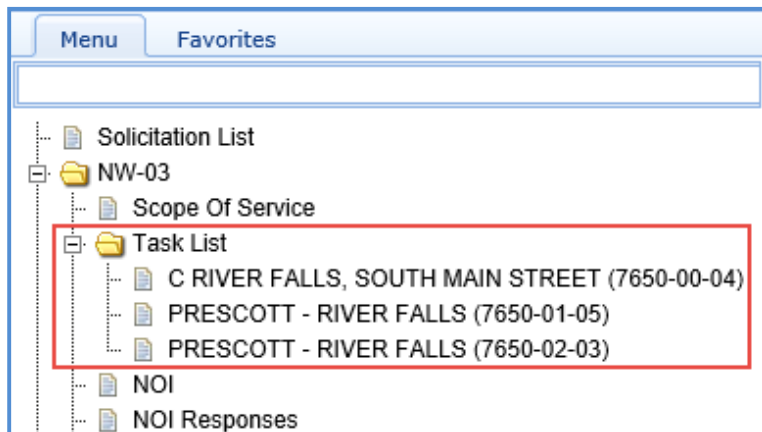 Menu Favorites
Solicitation List
NW-03
Scope Of Service
Task List
C RIVER FALLS, SOUTH MAIN STREET (7650-00-04)
PRESCOTT - RIVER FALLS (7650-01-05)
PRESCOTT - RIVER FALLS (7650-02-03)
NOI
NOI Responses